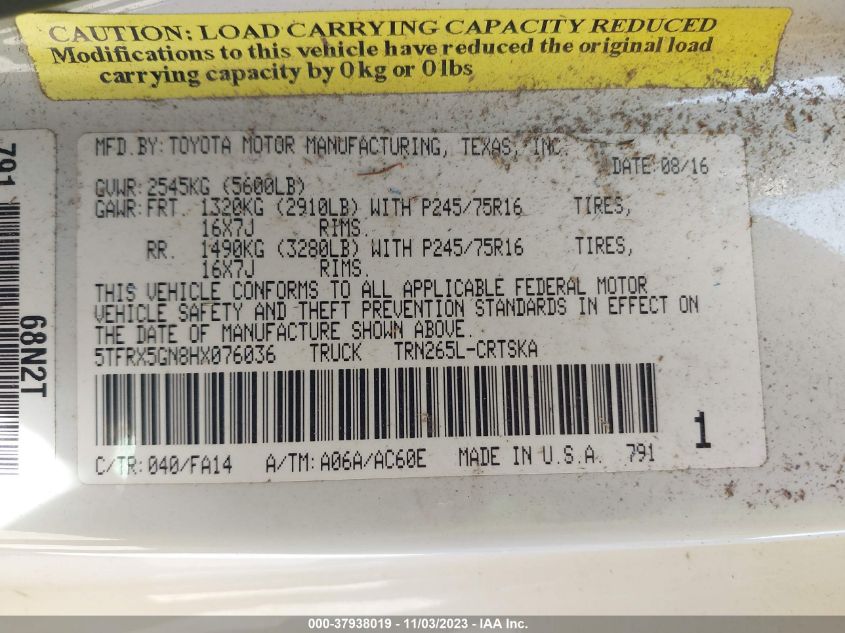 CAUTION: LOAD CARRYING CAPACITY REDUCED
Modifications to this vehicle have reduced the original load
carrying capacity by 0 kg or 0 lbs
MFD.BY:TOYOTA MOTOR MANUFACTURING, TEXAS, INC.
DATE:08/16
GVWR:2545KG (5600LB)
GAWR:FRT 1320KG (2910LB) WITH P245/75R16 TIRES,
16X7J RIMS.
RR. 1490KG (3280LB) WITH P245/75R16 TIRES,
16X7J RIMS.
THIS VEHICLE CONFORMS TO ALL APPLICABLE FEDERAL MOTOR
VEHICLE SAFETY AND THEFT PREVENTION STANDARDS IN EFFECT ON
THE DATE OF MANUFACTURE SHOWN ABOVE.
5TFRX5GN8HX076036 TRUCK TRN265L-CRTSKA
1
C/TR:040/FA14 A/TM:A06A/AC60E MADE IN U.S.A. 791
791
68N2T
000-37938019 - 11/03/2023 - IAA Inc.